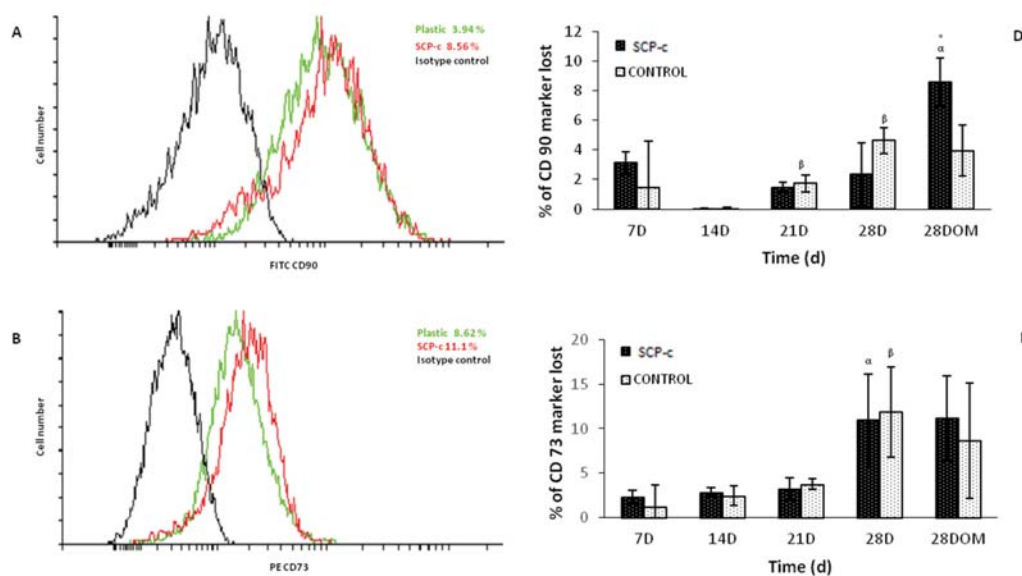 A
Plastic 3.94 %
SCP-c 8.56 %
Isotype control
Cell number
FITC CD90
D
SCP-c
CONTROL
% of CD 90 marker lost
12
10
8
6
4
2
0
β
β
*
α
7D 14D 21D 28D 28DOM
Time (d)
B
Plastic 8.62 %
SCP-c 11.1 %
Isotype control
Cell number
PE CD73
SCP-c
CONTROL
% of CD 73 marker lost
20
15
10
5
0
α β
7D 14D 21D 28D 28DOM
Time (d)